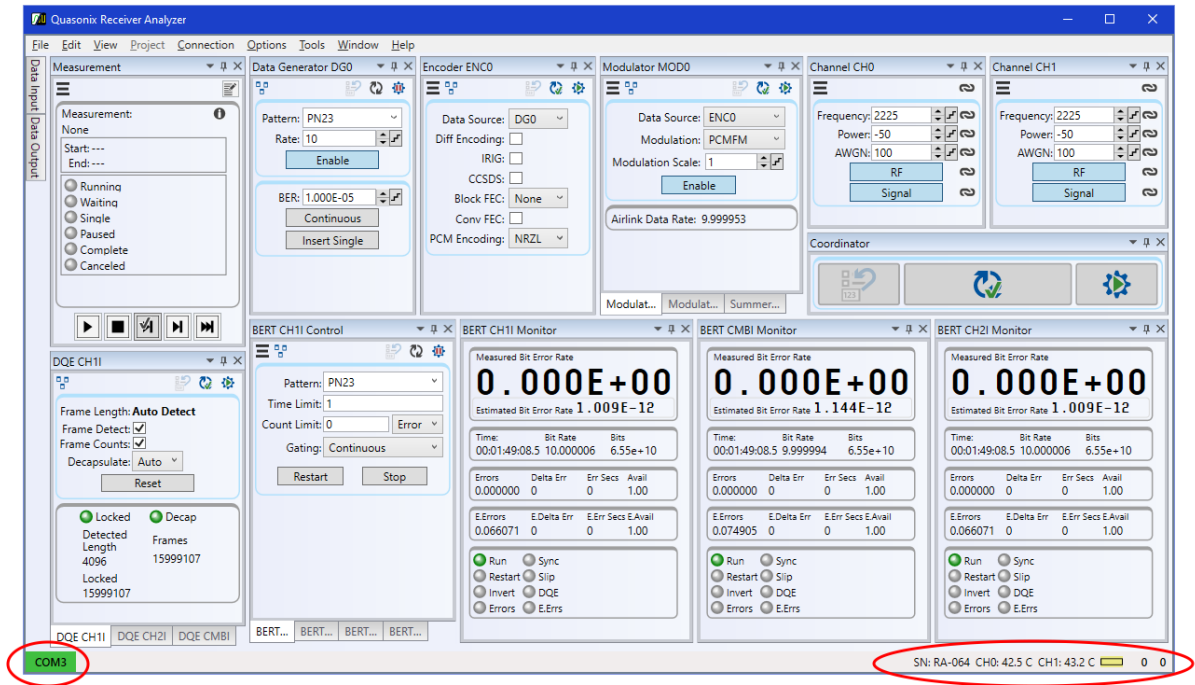 Quasonix Receiver Analyzer
File Edit View Project Connection Options Tools Window Help
Data Input
Data Output
Measurement
Measurement:
None
Start: ---
End: ---
Running
Waiting
Single
Paused
Complete
Canceled
Data Generator DG0
Pattern: PN23
Rate: 10
Enable
BER: 1.000E-05
Continuous
Insert Single
Encoder ENC0
Data Source: DG0
Diff Encoding:
IRIG:
CCSDS:
Block FEC: None
Conv FEC:
PCM Encoding: NRZL
Modulator MOD0
Data Source: ENC0
Modulation: PCMFM
Modulation Scale: 1
Enable
Airlink Data Rate: 9.999953
Modulat... Modulat... Summer...
Channel CH0
Frequency: 2225
Power: -50
AWGN: 100
RF
Signal
Channel CH1
Frequency: 2225
Power: -50
AWGN: 100
RF
Signal
Coordinator
123
DQE CH1I
Frame Length: Auto Detect
Frame Detect:
Frame Counts:
Decapsulate: Auto
Reset
Locked Decap
Detected
Length
4096
Frames
15999107
Locked
15999107
DQE CH1I DQE CH2I DQE CMBI
BERT CH1I Control
Pattern: PN23
Time Limit: 1
Count Limit: 0 Error
Gating: Continuous
Restart Stop
BERT... BERT... BERT... BERT...
BERT CH1I Monitor
Measured Bit Error Rate
0.000E+00
Estimated Bit Error Rate 1.009E-12
Time: Bit Rate Bits
00:01:49:08.5 10.000006 6.55e+10
Errors Delta Err Err Secs Avail
0.000000 0 0 1.00
E.Errors E.Delta Err E.Err Secs E.Avail
0.066071 0 0 1.00
Run Sync
Restart Slip
Invert DQE
Errors E.Errs
BERT CMBI Monitor
Measured Bit Error Rate
0.000E+00
Estimated Bit Error Rate 1.144E-12
Time: Bit Rate Bits
00:01:49:08.5 9.999994 6.55e+10
Errors Delta Err Err Secs Avail
0.000000 0 0 1.00
E.Errors E.Delta Err E.Err Secs E.Avail
0.074905 0 0 1.00
Run Sync
Restart Slip
Invert DQE
Errors E.Errs
BERT CH2I Monitor
Measured Bit Error Rate
0.000E+00
Estimated Bit Error Rate 1.009E-12
Time: Bit Rate Bits
00:01:49:08.5 10.000006 6.55e+10
Errors Delta Err Err Secs Avail
0.000000 0 0 1.00
E.Errors E.Delta Err E.Err Secs E.Avail
0.066071 0 0 1.00
Run Sync
Restart Slip
Invert DQE
Errors E.Errs
COM3
SN: RA-064 CH0: 42.5 C CH1: 43.2 C 0 0